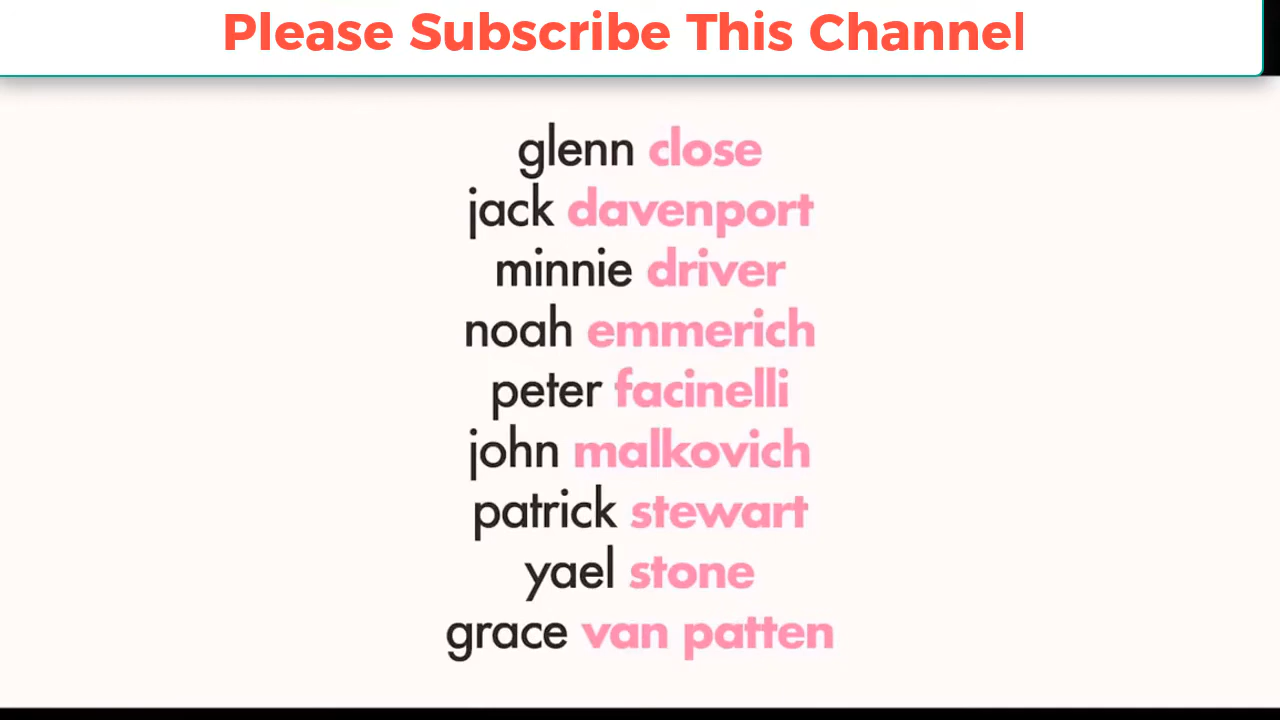 Please Subscribe This Channel
glenn close
jack davenport
minnie driver
noah emmerich
peter facinelli
john malkovich
patrick stewart
yael stone
grace van patten